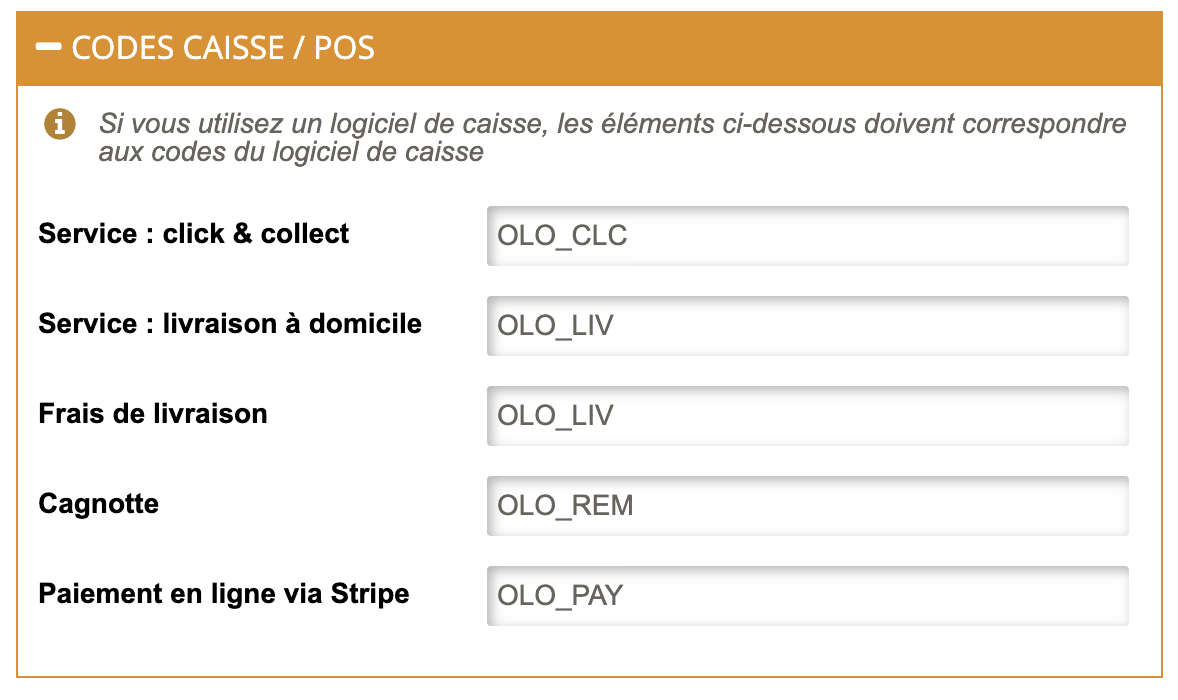 CODES CAISSE / POS
Si vous utilisez un logiciel de caisse, les éléments ci-dessous doivent correspondre
aux codes du logiciel de caisse
Service : click & collect
OLO_CLC
Service : livraison à domicile
OLO_LIV
Frais de livraison
OLO_LIV
Cagnotte
OLO_REM
Paiement en ligne via Stripe
OLO_PAY